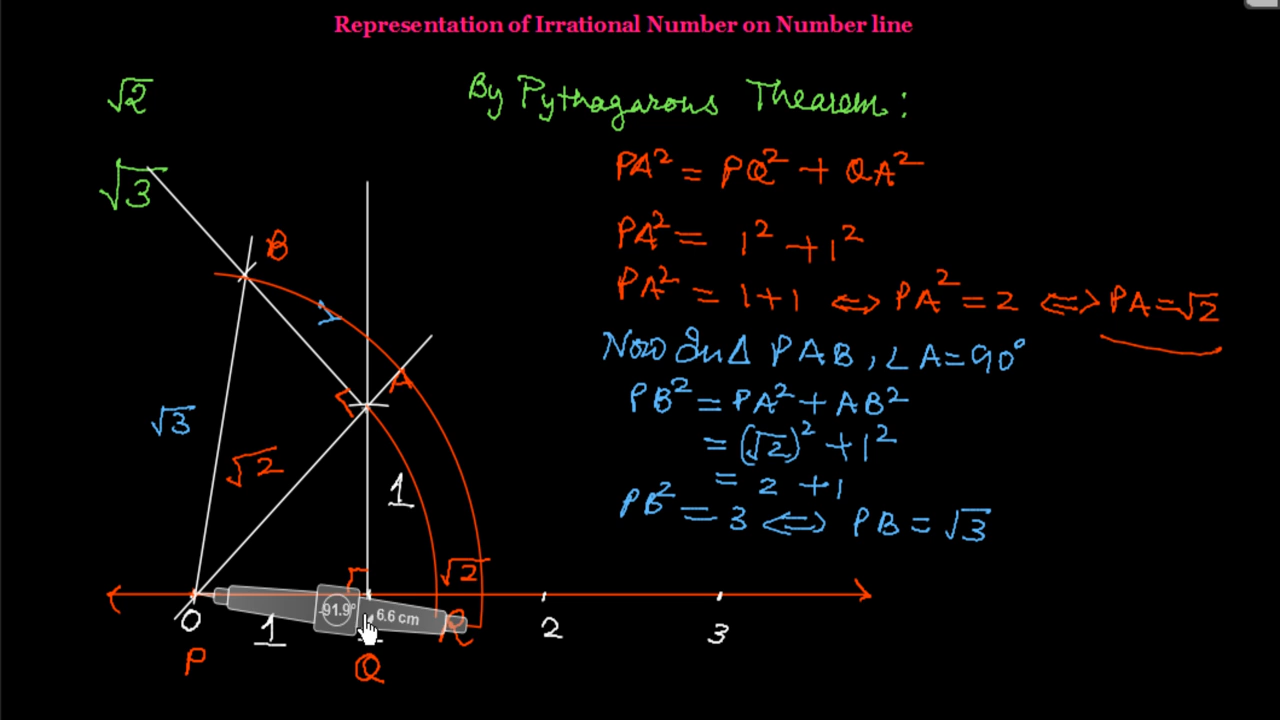 Representation of Irrational Number on Number line
√2
By Pythagarous Thearem :
√3
PA² = PQ² + QA²
PA² = 1² + 1²
PA² = 1+1 ⇔ PA² = 2 ⇔ PA = √2
Now In Δ PAB, ∠A = 90°
PB² = PA² + AB²
= (√2)² + 1²
= 2 + 1
PB² = 3 ⇔ PB = √3
B
A
√3
√2
1
√2
-91.9°
6.6 cm
0
1
R
2
3
P
Q